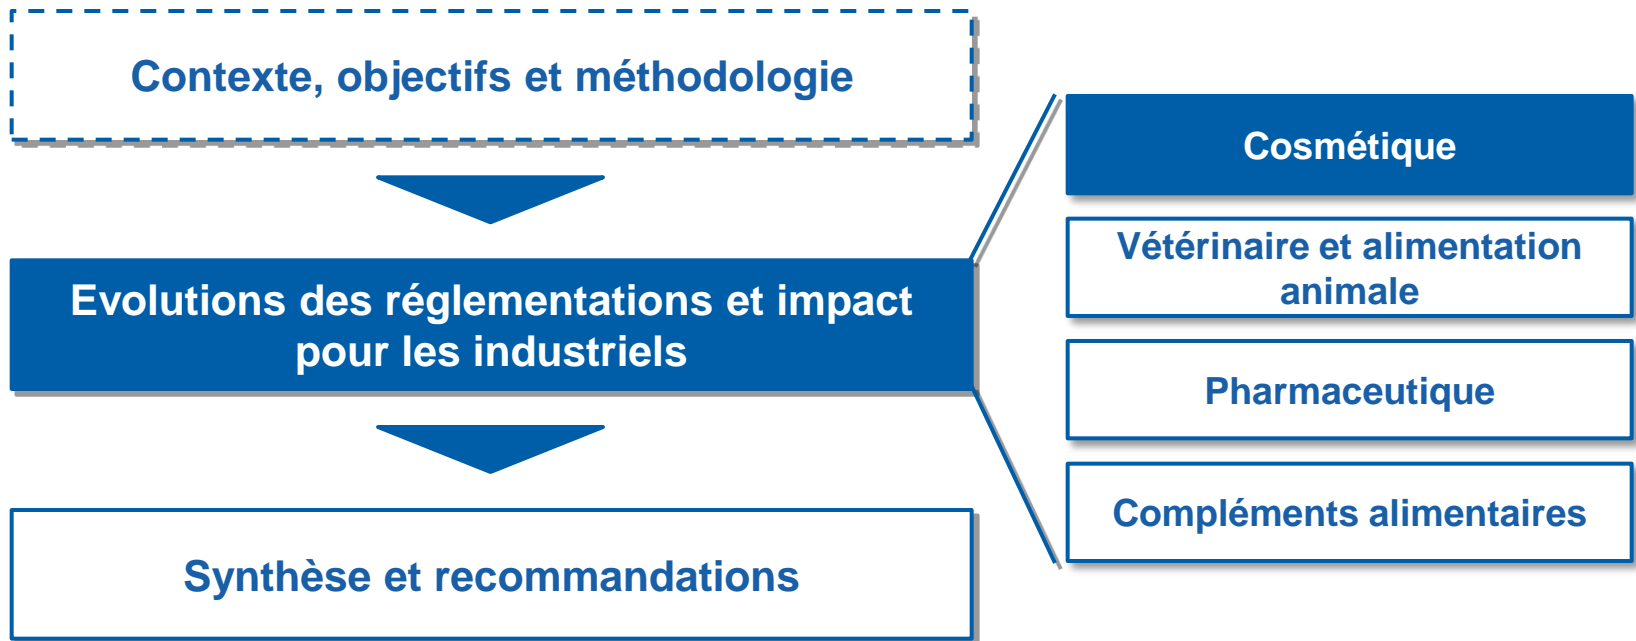 Contexte, objectifs et méthodologie
Evolutions des réglementations et impact
pour les industriels
Synthèse et recommandations
Cosmétique
Vétérinaire et alimentation
animale
Pharmaceutique
Compléments alimentaires